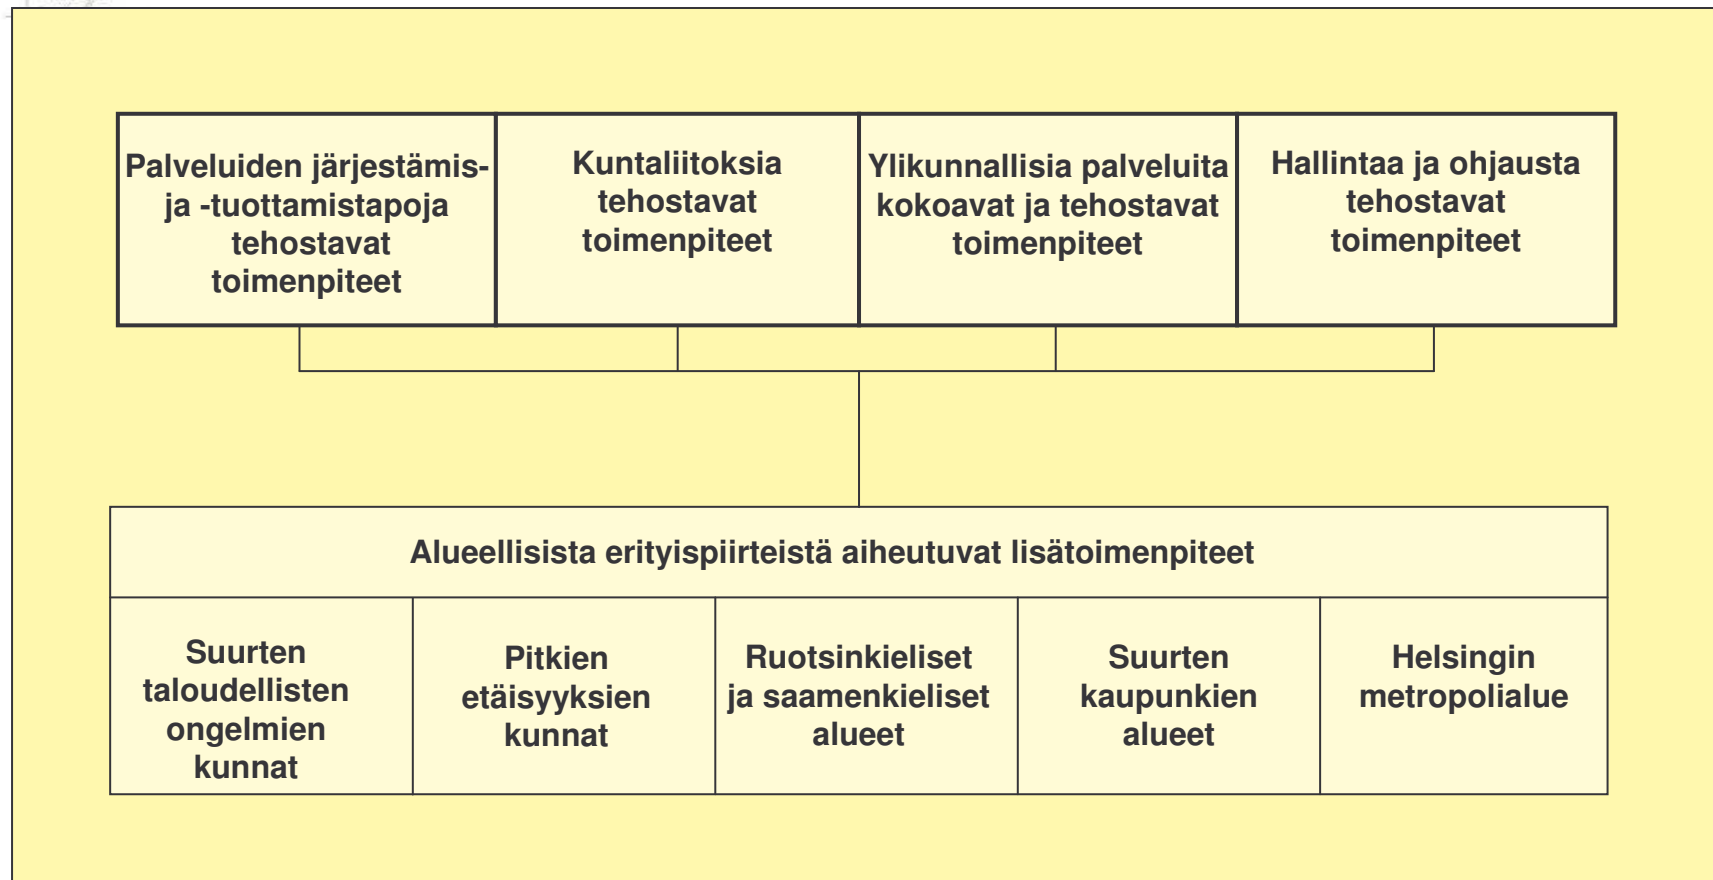 Palveluiden järjestämis-
ja -tuottamistapoja
tehostavat
toimenpiteet
Kuntaliitoksia
tehostavat
toimenpiteet
Ylikunnallisia palveluita
kokoavat ja tehostavat
toimenpiteet
Hallintaa ja ohjausta
tehostavat
toimenpiteet
Alueellisista erityispiirteistä aiheutuvat lisätoimenpiteet
Suurten
taloudellisten
ongelmien
kunnat
Pitkien
etäisyyksien
kunnat
Ruotsinkieliset
ja saamenkieliset
alueet
Suurten
kaupunkien
alueet
Helsingin
metropolialue